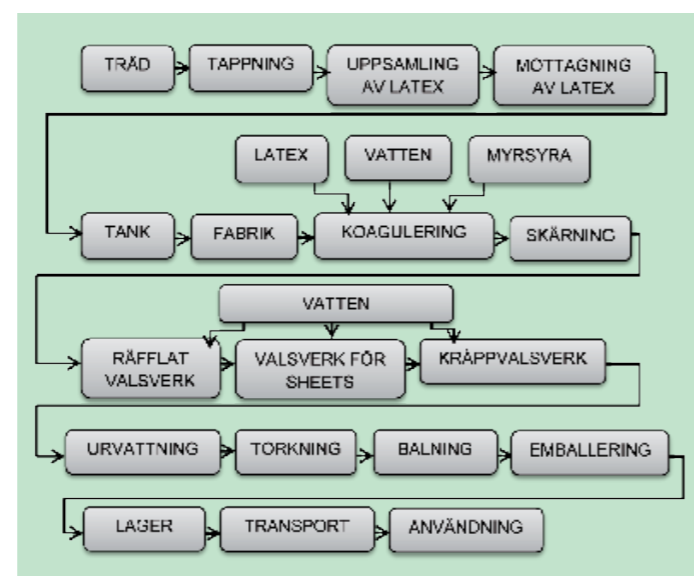 TRÄD
TAPPNING
UPPSAMLING
AV LATEX
MOTTAGNING
AV LATEX
LATEX
VATTEN
MYRSYRA
TANK
FABRIK
KOAGULERING
SKÄRNING
VATTEN
RÄFFLAT
VALSVERK
VALSVERK FÖR
SHEETS
KRÄPPVALSVERK
URVATTNING
TORKNING
BALNING
EMBALLERING
LAGER
TRANSPORT
ANVÄNDNING